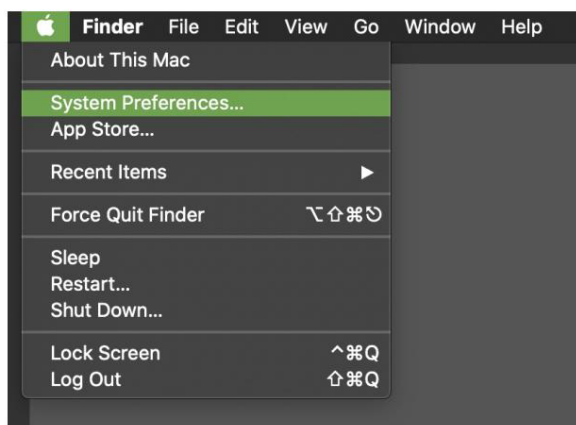 Finder File Edit View Go Window Help
About This Mac
System Preferences...
App Store...
Recent Items ▶
Force Quit Finder ⌥⇧⌘⎋
Sleep
Restart...
Shut Down...
Lock Screen ^⌘Q
Log Out ⇧⌘Q